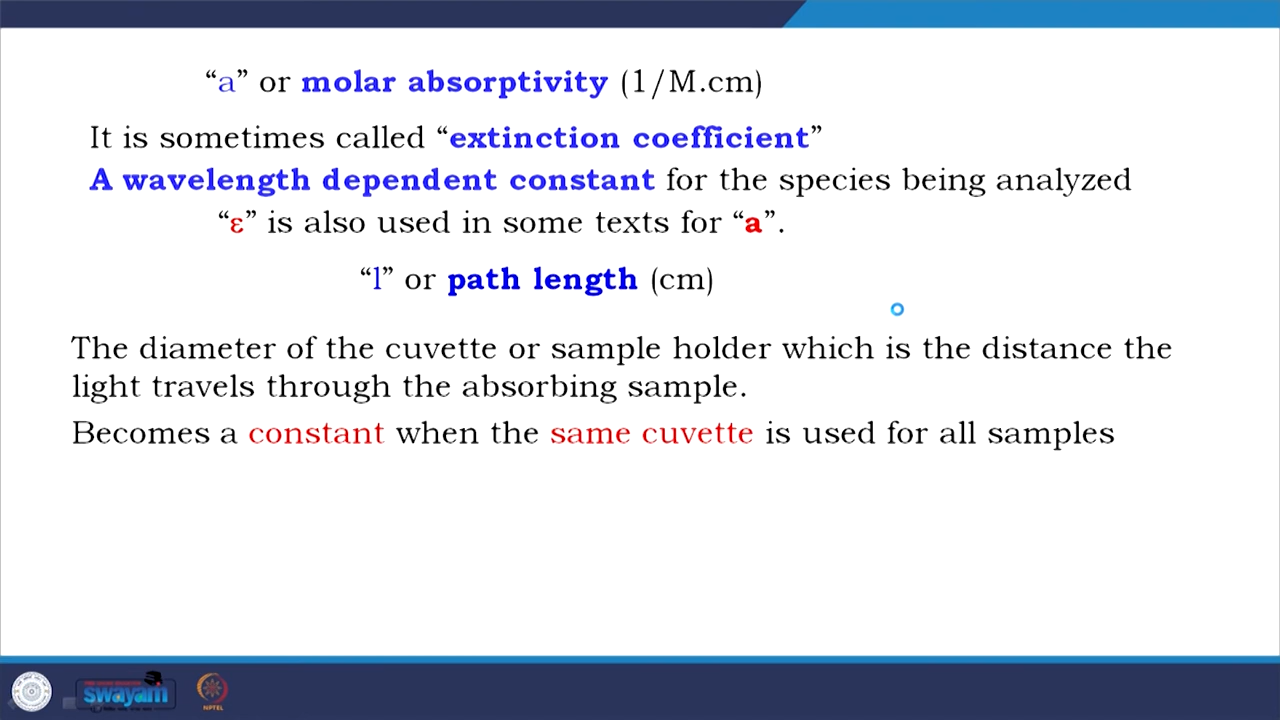 “a” or molar absorptivity (1/M.cm)
It is sometimes called “extinction coefficient”
A wavelength dependent constant for the species being analyzed
“ε” is also used in some texts for “a”.
“l” or path length (cm)
The diameter of the cuvette or sample holder which is the distance the
light travels through the absorbing sample.
Becomes a constant when the same cuvette is used for all samples
swayam
NPTEL